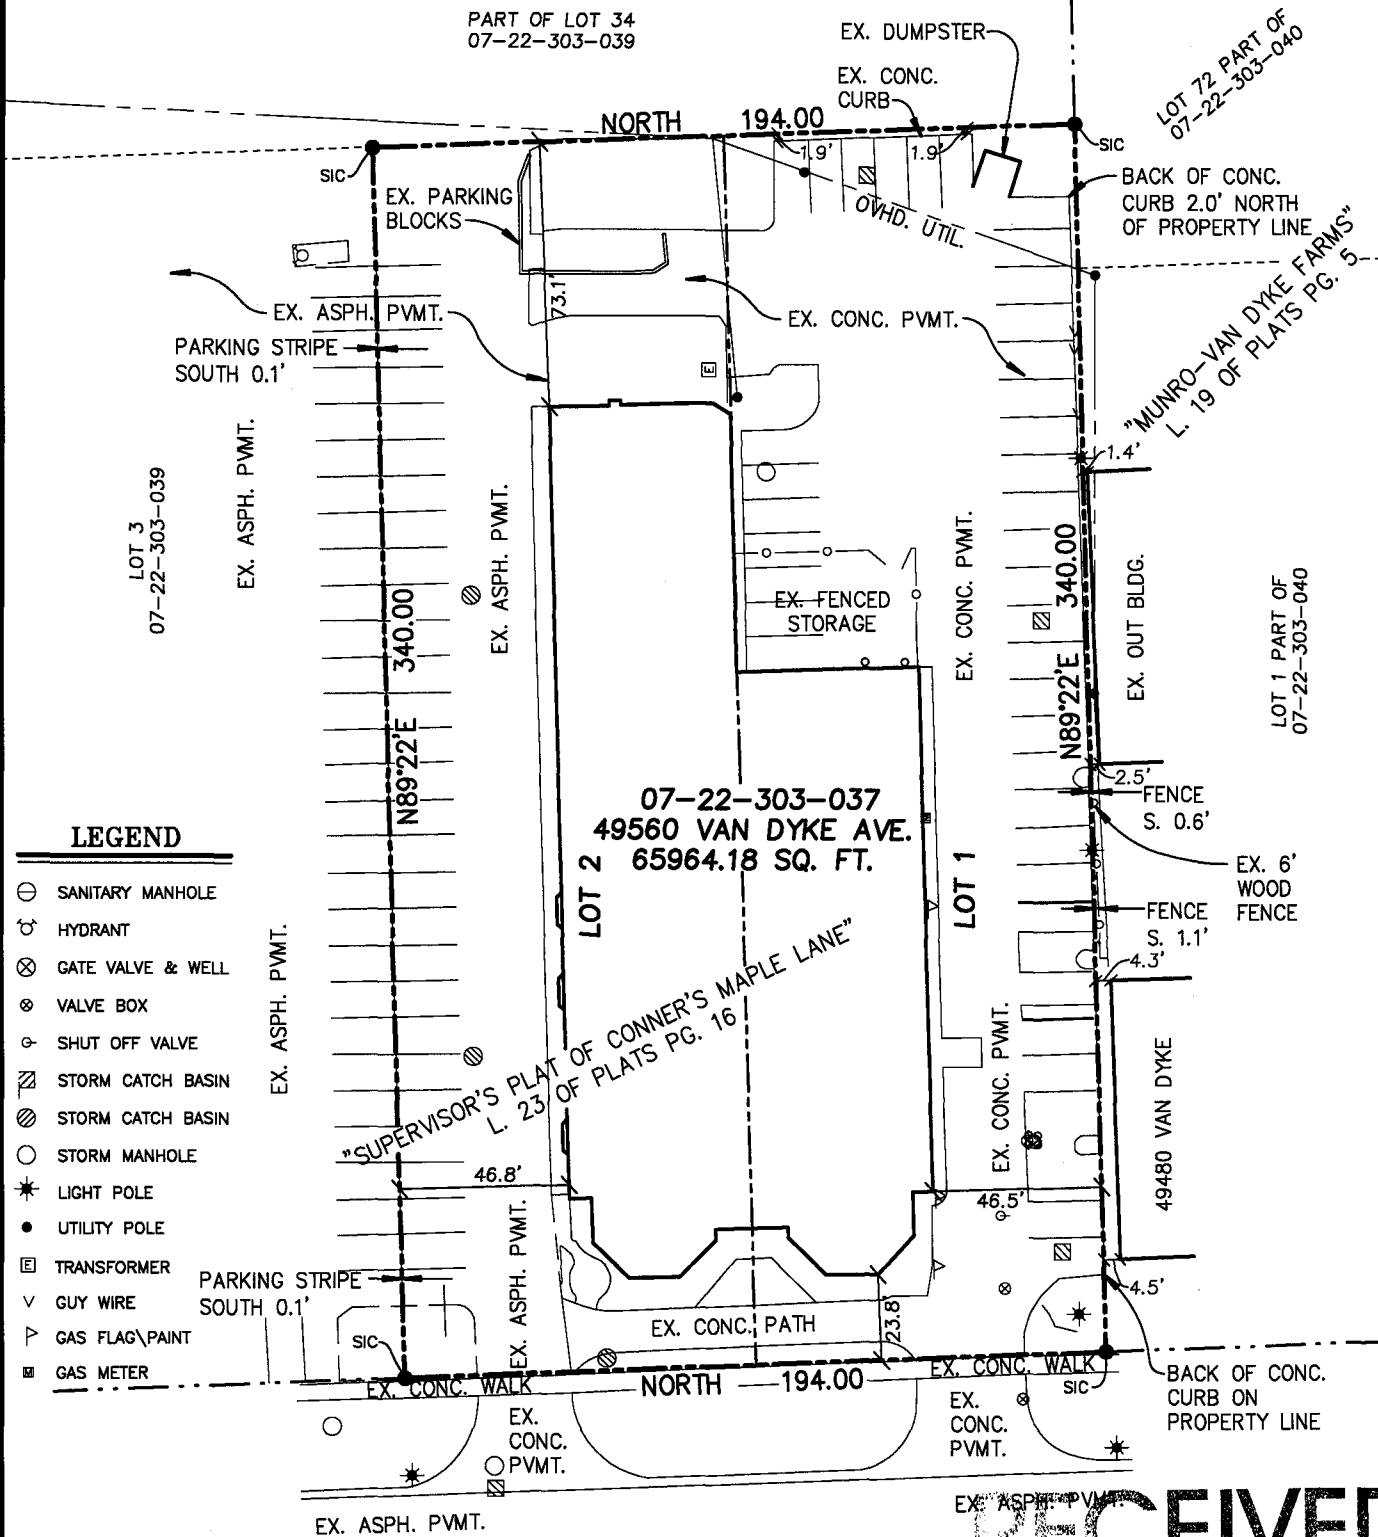 PART OF LOT 34
07-22-303-039
EX. DUMPSTER
EX. CONC.
CURB
LOT 72 PART OF
07-22-303-040
NORTH 194.00
SIC
SIC
1.9'
1.9'
EX. PARKING
BLOCKS
OVHD. UTIL.
BACK OF CONC.
CURB 2.0' NORTH
OF PROPERTY LINE
"MUNRO-VAN DYKE FARMS"
L. 19 OF PLATS PG. 5
73.1'
EX. ASPH. PVMT.
EX. CONC. PVMT.
PARKING STRIPE
SOUTH 0.1'
E
1.4'
EX. ASPH. PVMT.
LOT 3
07-22-303-039
EX. ASPH. PVMT.
EX. CONC. PVMT.
N89°22'E 340.00
N89°22'E 340.00
EX. OUT BLDG.
EX. FENCED
STORAGE
LOT 1 PART OF
07-22-303-040
2.5'
FENCE
S. 0.6'
07-22-303-037
49560 VAN DYKE AVE.
65964.18 SQ. FT.
LOT 2
LOT 1
EX. 6'
WOOD
FENCE
FENCE
S. 1.1'
4.3'
LEGEND
SANITARY MANHOLE
HYDRANT
GATE VALVE & WELL
VALVE BOX
SHUT OFF VALVE
STORM CATCH BASIN
STORM CATCH BASIN
STORM MANHOLE
LIGHT POLE
UTILITY POLE
E TRANSFORMER
GUY WIRE
GAS FLAG\PAINT
M GAS METER
EX. ASPH. PVMT.
"SUPERVISOR'S PLAT OF CONNER'S MAPLE LANE"
L. 23 OF PLATS PG. 16
EX. CONC. PVMT.
49480 VAN DYKE
46.8'
46.5'
EX. ASPH. PVMT.
PARKING STRIPE
SOUTH 0.1'
4.5'
23.8'
EX. CONC. PATH
SIC
EX. CONC. WALK
NORTH 194.00
EX. CONC. WALK
SIC
BACK OF CONC.
CURB ON
PROPERTY LINE
EX.
CONC.
PVMT.
EX.
CONC.
PVMT.
EX. ASPH. PVMT.
EX. ASPH. PVMT.
RECEIVED